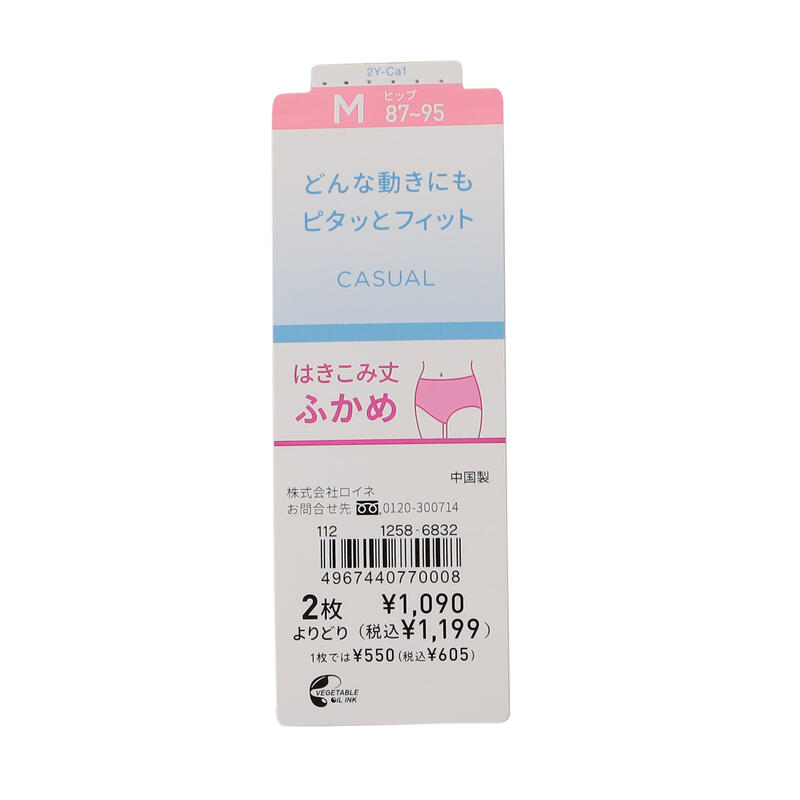 2Y-Ca1
M ヒップ 87~95
どんな動きにも
ピタッとフィット
CASUAL
はきこみ丈
ふかめ
中国製
株式会社ロイネ
お問合せ先 0120-300714
112 1258-6832
4967440770008
2枚 ¥1,090
よりどり (税込¥1,199)
1枚では¥550(税込¥605)
VEGETABLE
OIL INK